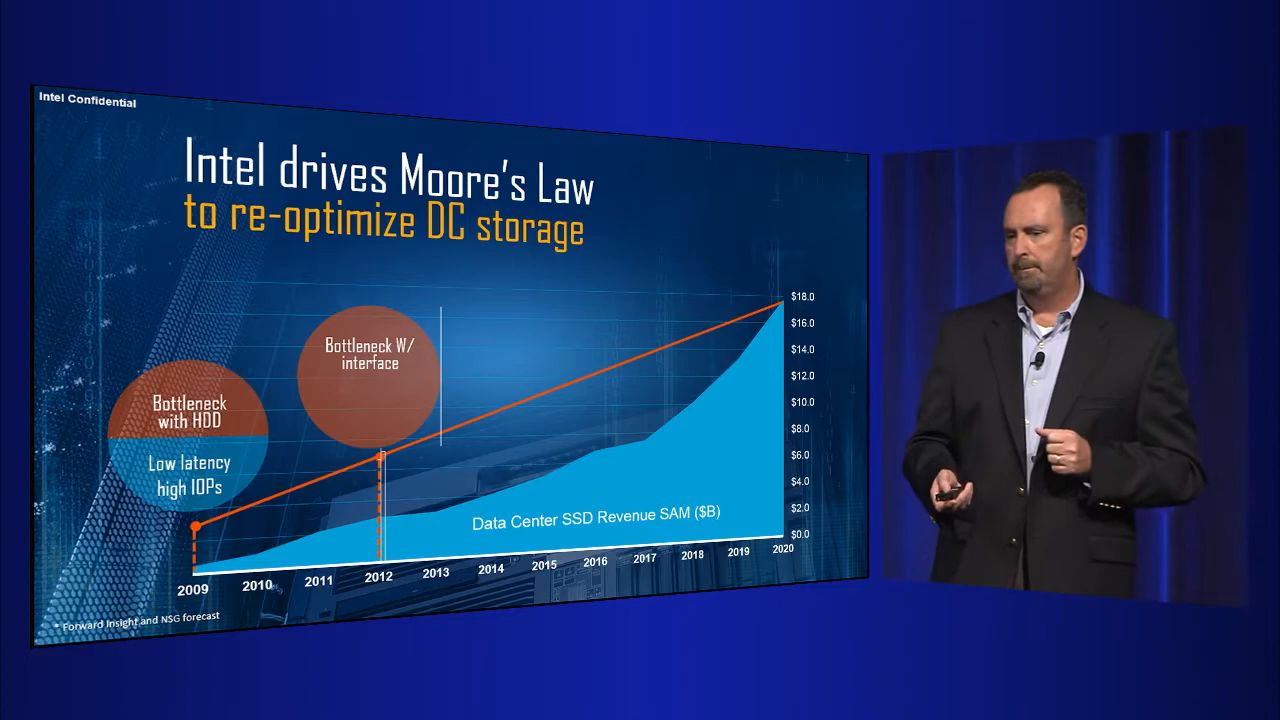 Intel Confidential
Intel drives Moore's Law
to re-optimize DC storage
Bottleneck W/
interface
Bottleneck
with HDD
Low latency
high IOPs
Data Center SSD Revenue SAM ($B)
$18.0
$16.0
$14.0
$12.0
$10.0
$8.0
$6.0
$4.0
$2.0
$0.0
2009 2010 2011 2012 2013 2014 2015 2016 2017 2018 2019 2020
* Forward Insight and NSG forecast